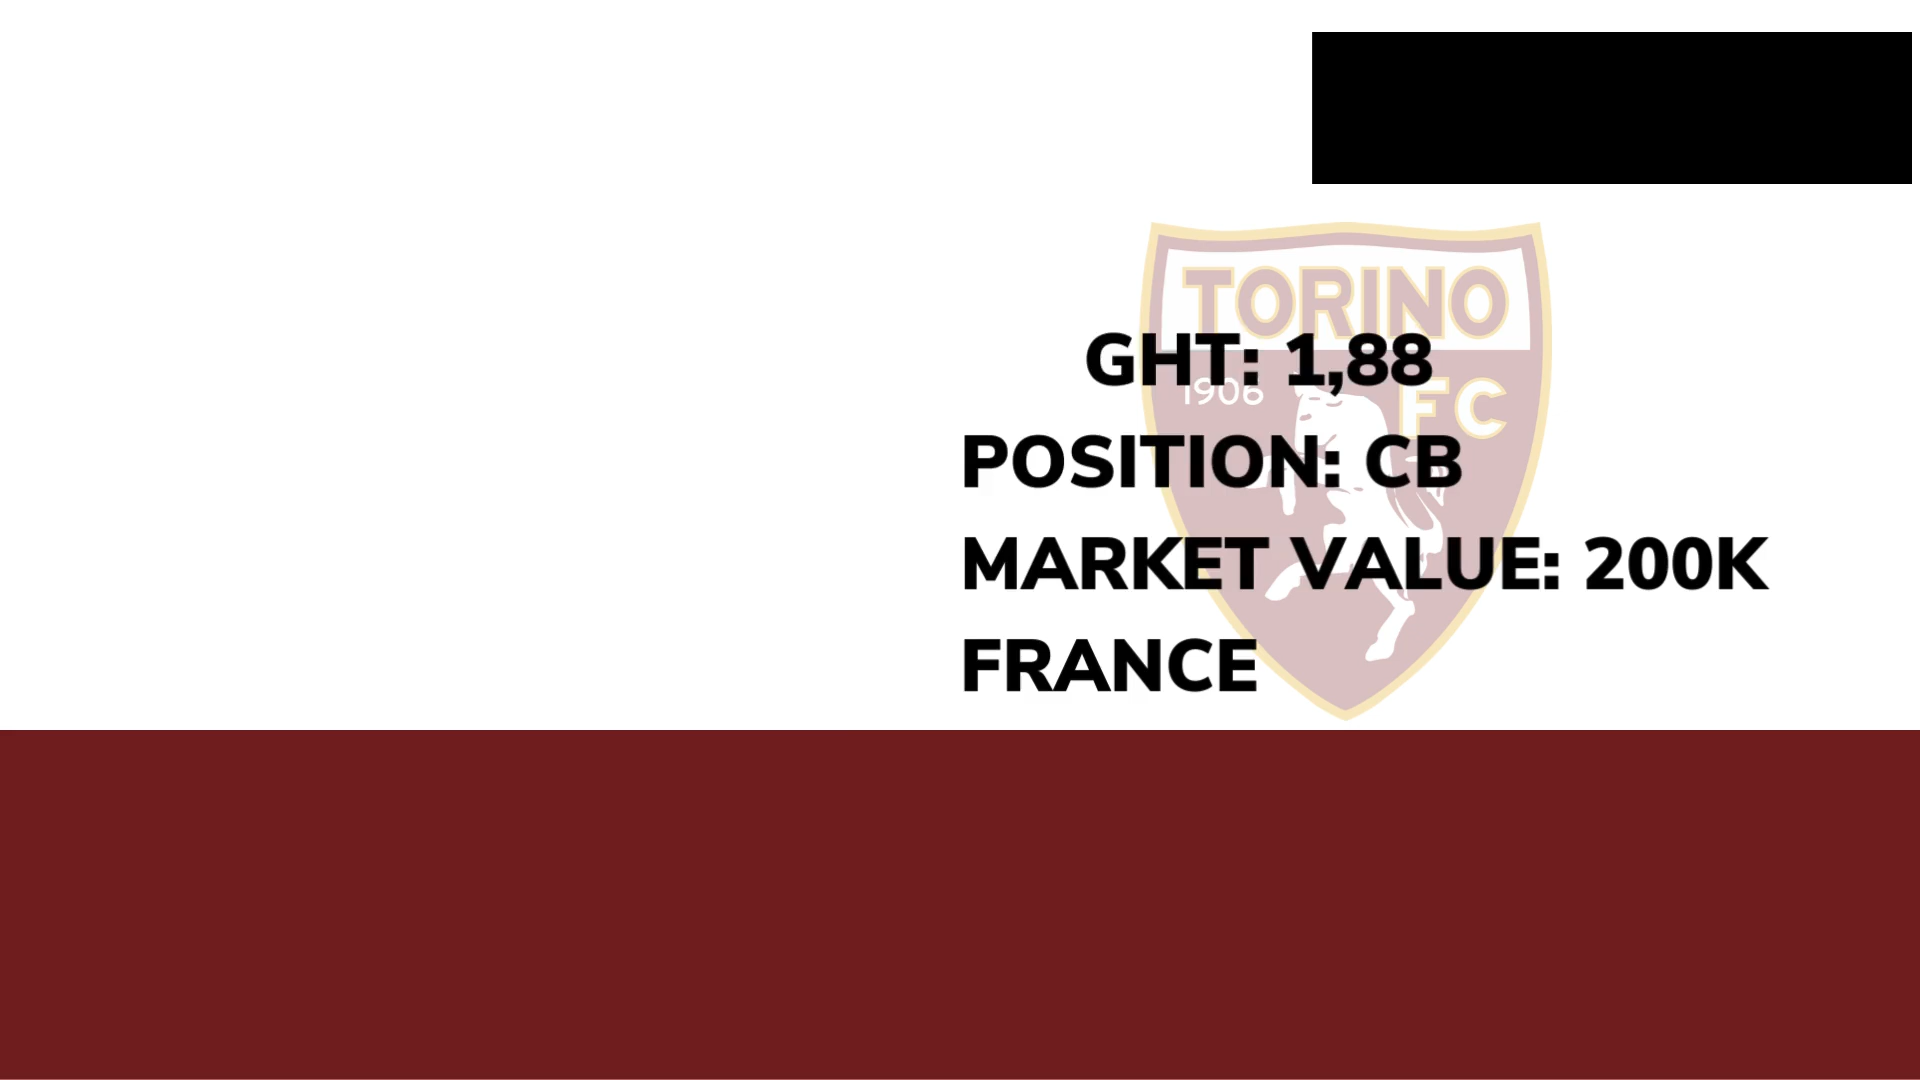 TORINO
GHT: 1,88
1906
FC
POSITION: CB
MARKET VALUE: 200K
FRANCE